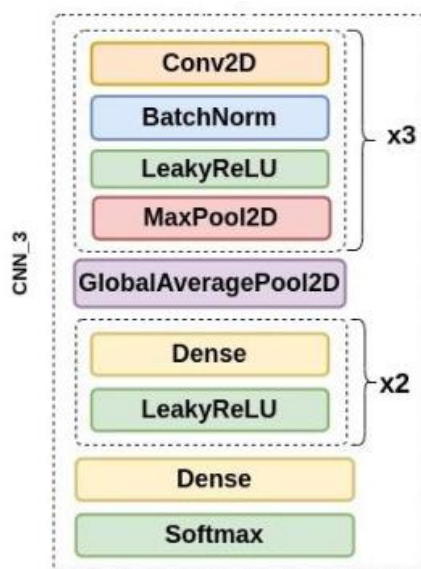 CNN_3
Conv2D
BatchNorm
LeakyReLU
MaxPool2D
x3
GlobalAveragePool2D
Dense
LeakyReLU
x2
Dense
Softmax